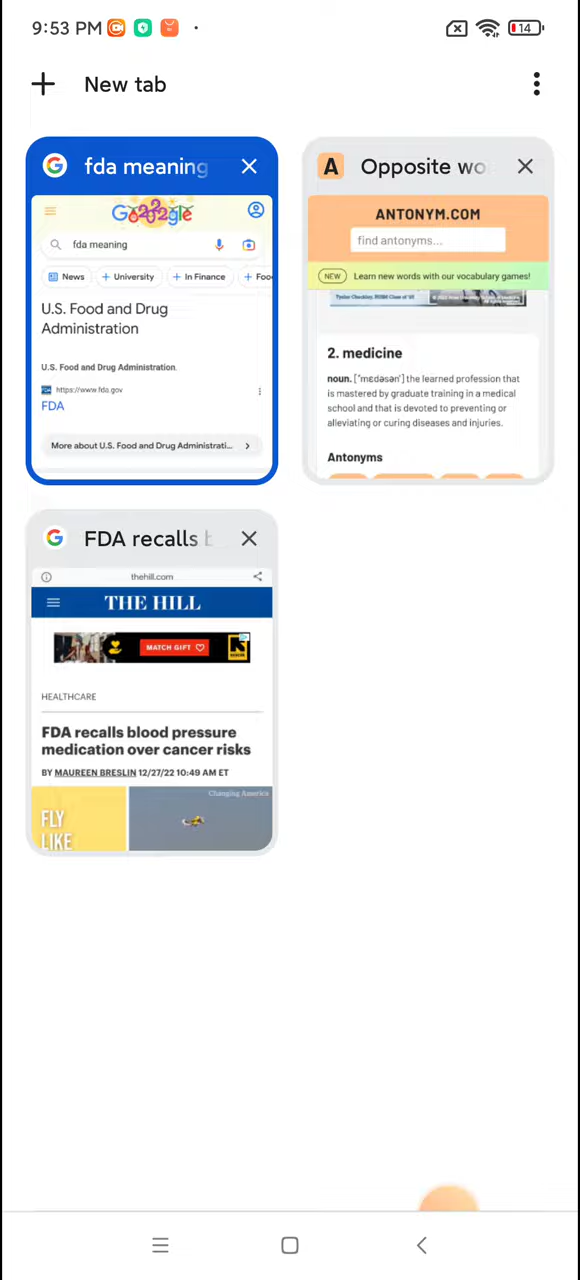 9:53 PM
14
New tab
fda meaning
Google
fda meaning
News
+ University
+ In Finance
+ Foo
U.S. Food and Drug
Administration
U.S. Food and Drug Administration.
https://www.fda.gov
FDA
More about U.S. Food and Drug Administrati...
A Opposite wo
ANTONYM.COM
find antonyms...
NEW Learn new words with our vocabulary games!
2. medicine
noun. ['mɛdəsən'] the learned profession that
is mastered by graduate training in a medical
school and that is devoted to preventing or
alleviating or curing diseases and injuries.
Antonyms
FDA recalls b
thehill.com
THE HILL
MATCH GIFT
HEALTHCARE
FDA recalls blood pressure
medication over cancer risks
BY MAUREEN BRESLIN 12/27/22 10:49 AM ET
Changing America
FLY
LIKE